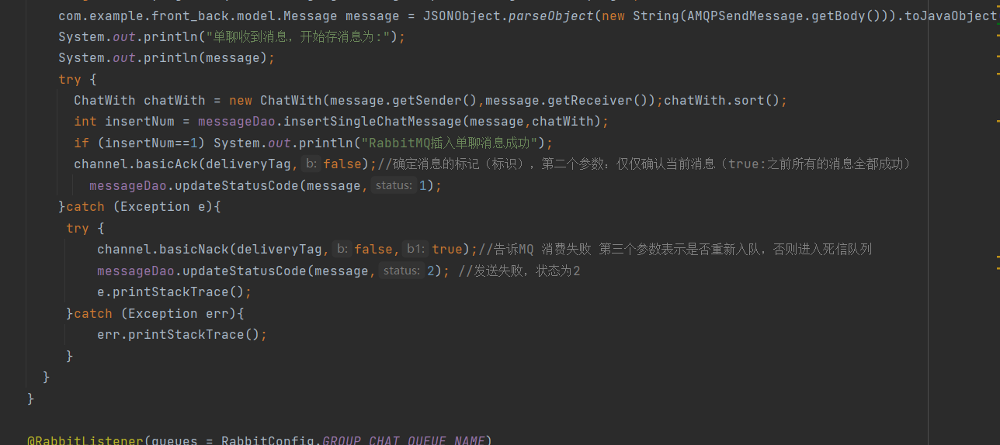 com.example.front_back.model.Message message = JSONObject.parseObject(new String(AMQPSendMessage.getBody())).toJavaObject
System.out.println("单聊收到消息，开始存消息为:");
System.out.println(message);
try {
ChatWith chatWith = new ChatWith(message.getSender(),message.getReceiver());chatWith.sort();
int insertNum = messageDao.insertSingleChatMessage(message,chatWith);
if (insertNum==1) System.out.println("RabbitMQ插入单聊消息成功");
channel.basicAck(deliveryTag, b: false);//确定消息的标记（标识），第二个参数：仅仅确认当前消息（true:之前所有的消息全都成功）
messageDao.updateStatusCode(message, status: 1);
}catch (Exception e){
try {
channel.basicNack(deliveryTag, b: false, b1: true);//告诉MQ 消费失败 第三个参数表示是否重新入队，否则进入死信队列
messageDao.updateStatusCode(message, status: 2); //发送失败，状态为2
e.printStackTrace();
}catch (Exception err){
err.printStackTrace();
}
}
}
@RabbitListener(queues = RabbitConfig.GROUP_CHAT_QUEUE_NAME)